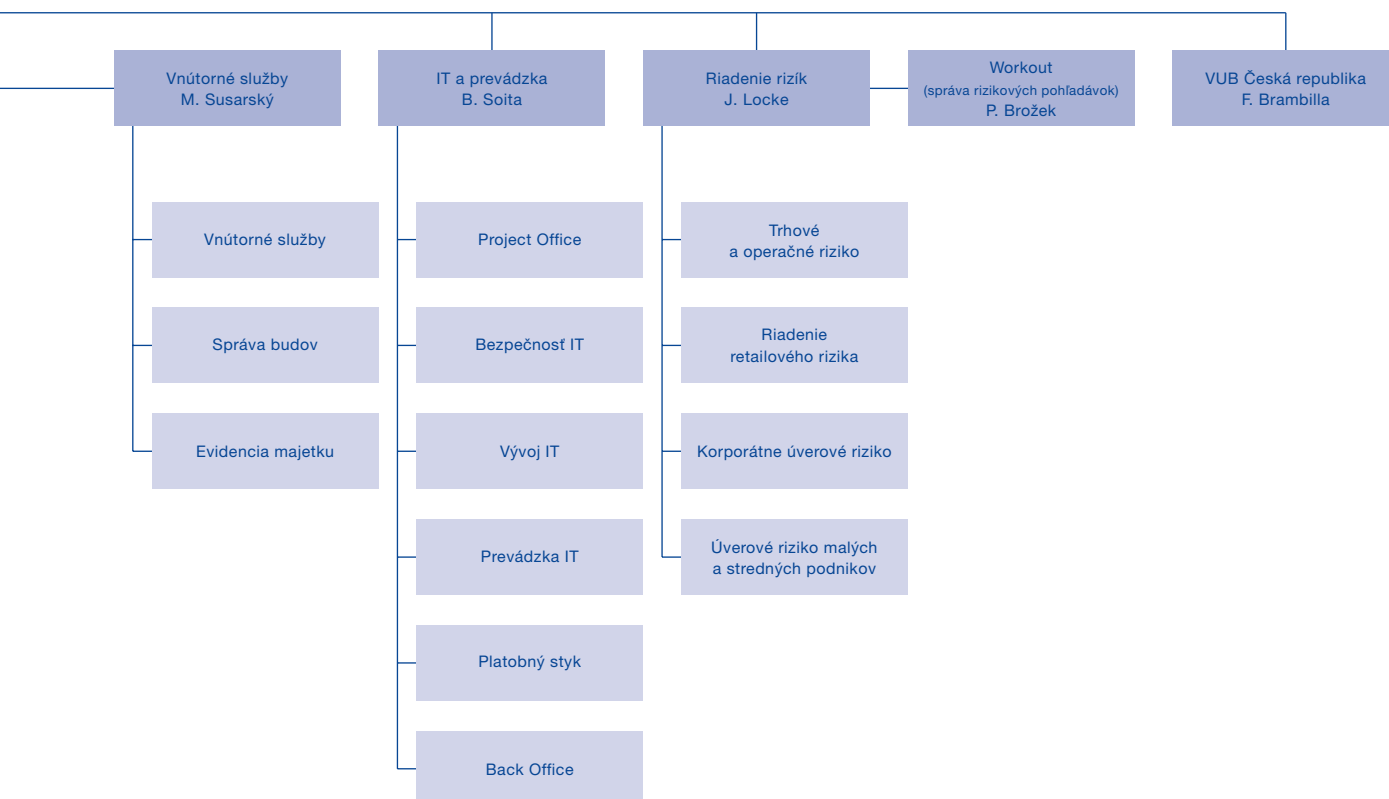 Vnútorné služby
M. Susarský
IT a prevádzka
B. Soita
Riadenie rizík
J. Locke
Workout
(správa rizikových pohľadávok)
P. Brožek
VUB Česká republika
F. Brambilla
Vnútorné služby
Správa budov
Evidencia majetku
Project Office
Bezpečnosť IT
Vývoj IT
Prevádzka IT
Platobný styk
Back Office
Trhové
a operačné riziko
Riadenie
retailového rizika
Korporátne úverové riziko
Úverové riziko malých
a stredných podnikov